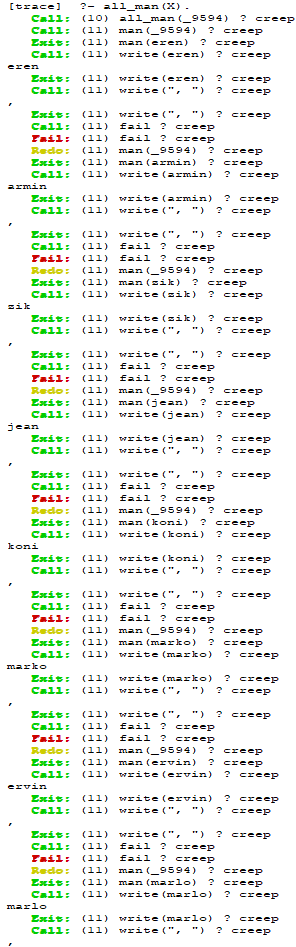 [trace]  ?- all_man(X).
   Call: (10) all_man(_9594) ? creep
   Call: (11) man(_9594) ? creep
   Exit: (11) man(eren) ? creep
   Call: (11) write(eren) ? creep
eren
   Exit: (11) write(eren) ? creep
   Call: (11) write(", ") ? creep
,
   Exit: (11) write(", ") ? creep
   Call: (11) fail ? creep
   Fail: (11) fail ? creep
   Redo: (11) man(_9594) ? creep
   Exit: (11) man(armin) ? creep
   Call: (11) write(armin) ? creep
armin
   Exit: (11) write(armin) ? creep
   Call: (11) write(", ") ? creep
,
   Exit: (11) write(", ") ? creep
   Call: (11) fail ? creep
   Fail: (11) fail ? creep
   Redo: (11) man(_9594) ? creep
   Exit: (11) man(zik) ? creep
   Call: (11) write(zik) ? creep
zik
   Exit: (11) write(zik) ? creep
   Call: (11) write(", ") ? creep
,
   Exit: (11) write(", ") ? creep
   Call: (11) fail ? creep
   Fail: (11) fail ? creep
   Redo: (11) man(_9594) ? creep
   Exit: (11) man(jean) ? creep
   Call: (11) write(jean) ? creep
jean
   Exit: (11) write(jean) ? creep
   Call: (11) write(", ") ? creep
,
   Exit: (11) write(", ") ? creep
   Call: (11) fail ? creep
   Fail: (11) fail ? creep
   Redo: (11) man(_9594) ? creep
   Exit: (11) man(koni) ? creep
   Call: (11) write(koni) ? creep
koni
   Exit: (11) write(koni) ? creep
   Call: (11) write(", ") ? creep
,
   Exit: (11) write(", ") ? creep
   Call: (11) fail ? creep
   Fail: (11) fail ? creep
   Redo: (11) man(_9594) ? creep
   Exit: (11) man(marko) ? creep
   Call: (11) write(marko) ? creep
marko
   Exit: (11) write(marko) ? creep
   Call: (11) write(", ") ? creep
,
   Exit: (11) write(", ") ? creep
   Call: (11) fail ? creep
   Fail: (11) fail ? creep
   Redo: (11) man(_9594) ? creep
   Exit: (11) man(ervin) ? creep
   Call: (11) write(ervin) ? creep
ervin
   Exit: (11) write(ervin) ? creep
   Call: (11) write(", ") ? creep
,
   Exit: (11) write(", ") ? creep
   Call: (11) fail ? creep
   Fail: (11) fail ? creep
   Redo: (11) man(_9594) ? creep
   Exit: (11) man(marlo) ? creep
   Call: (11) write(marlo) ? creep
marlo
   Exit: (11) write(marlo) ? creep
   Call: (11) write(", ") ? creep
,